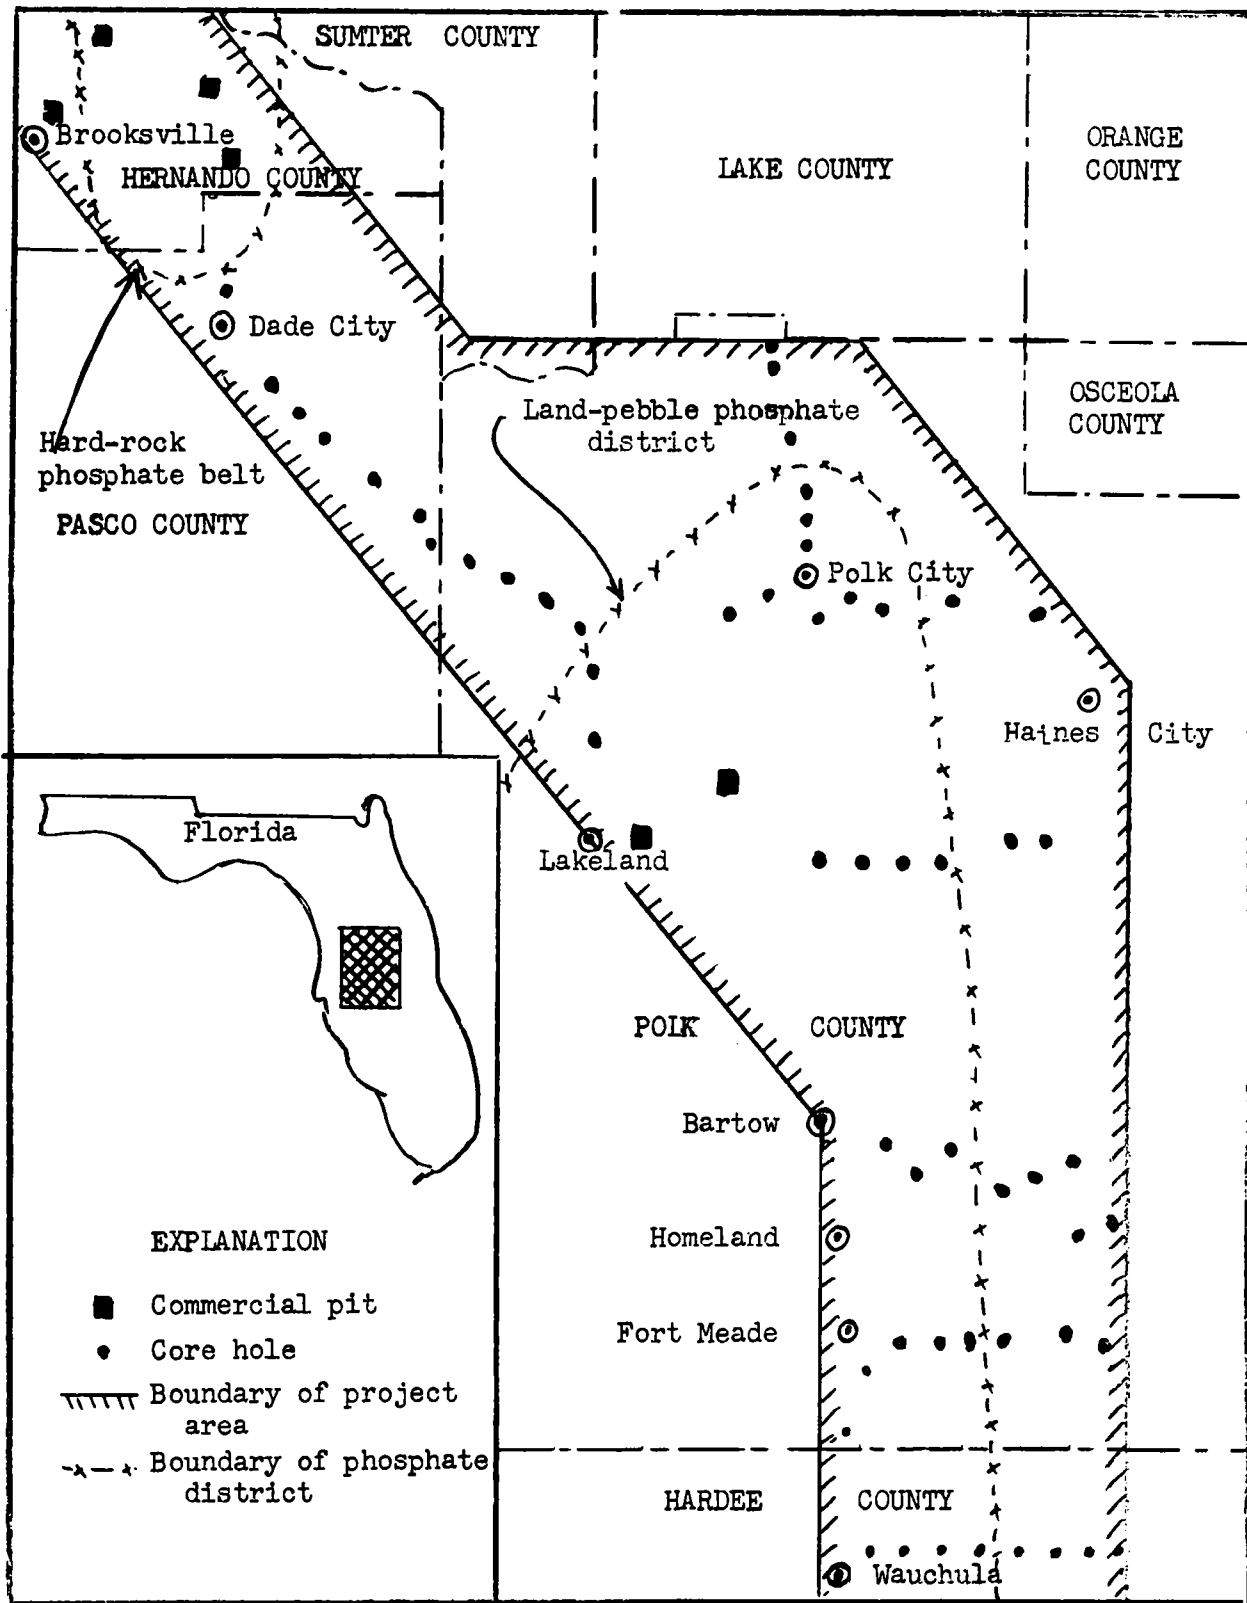 SUMTER COUNTY
Brooksville
HERNANDO COUNTY
LAKE COUNTY
ORANGE
COUNTY
Dade City
OSCEOLA
COUNTY
Land-pebble phosphate
district
Hard-rock
phosphate belt
PASCO COUNTY
Polk City
Haines City
Florida
Lakeland
POLK COUNTY
Bartow
Homeland
Fort Meade
EXPLANATION
Commercial pit
Core hole
Boundary of project
area
Boundary of phosphate
district
HARDEE COUNTY
Wauchula